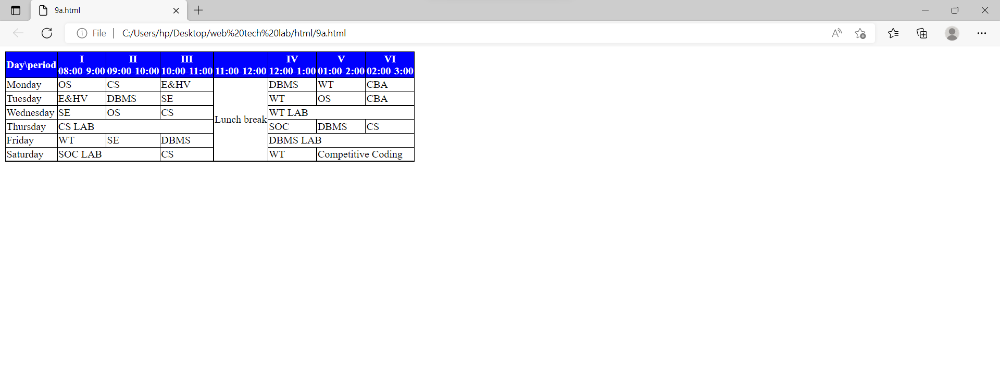 9a.html
File C:/Users/hp/Desktop/web%20tech%20lab/html/9a.html
Day\period I 08:00-9:00 II 09:00-10:00 III 10:00-11:00 11:00-12:00 IV 12:00-1:00 V 01:00-2:00 VI 02:00-3:00
Monday OS CS E&HV Lunch break DBMS WT CBA
Tuesday E&HV DBMS SE WT OS CBA
Wednesday SE OS CS WT LAB
Thursday CS LAB SOC DBMS CS
Friday WT SE DBMS DBMS LAB
Saturday SOC LAB CS WT Competitive Coding